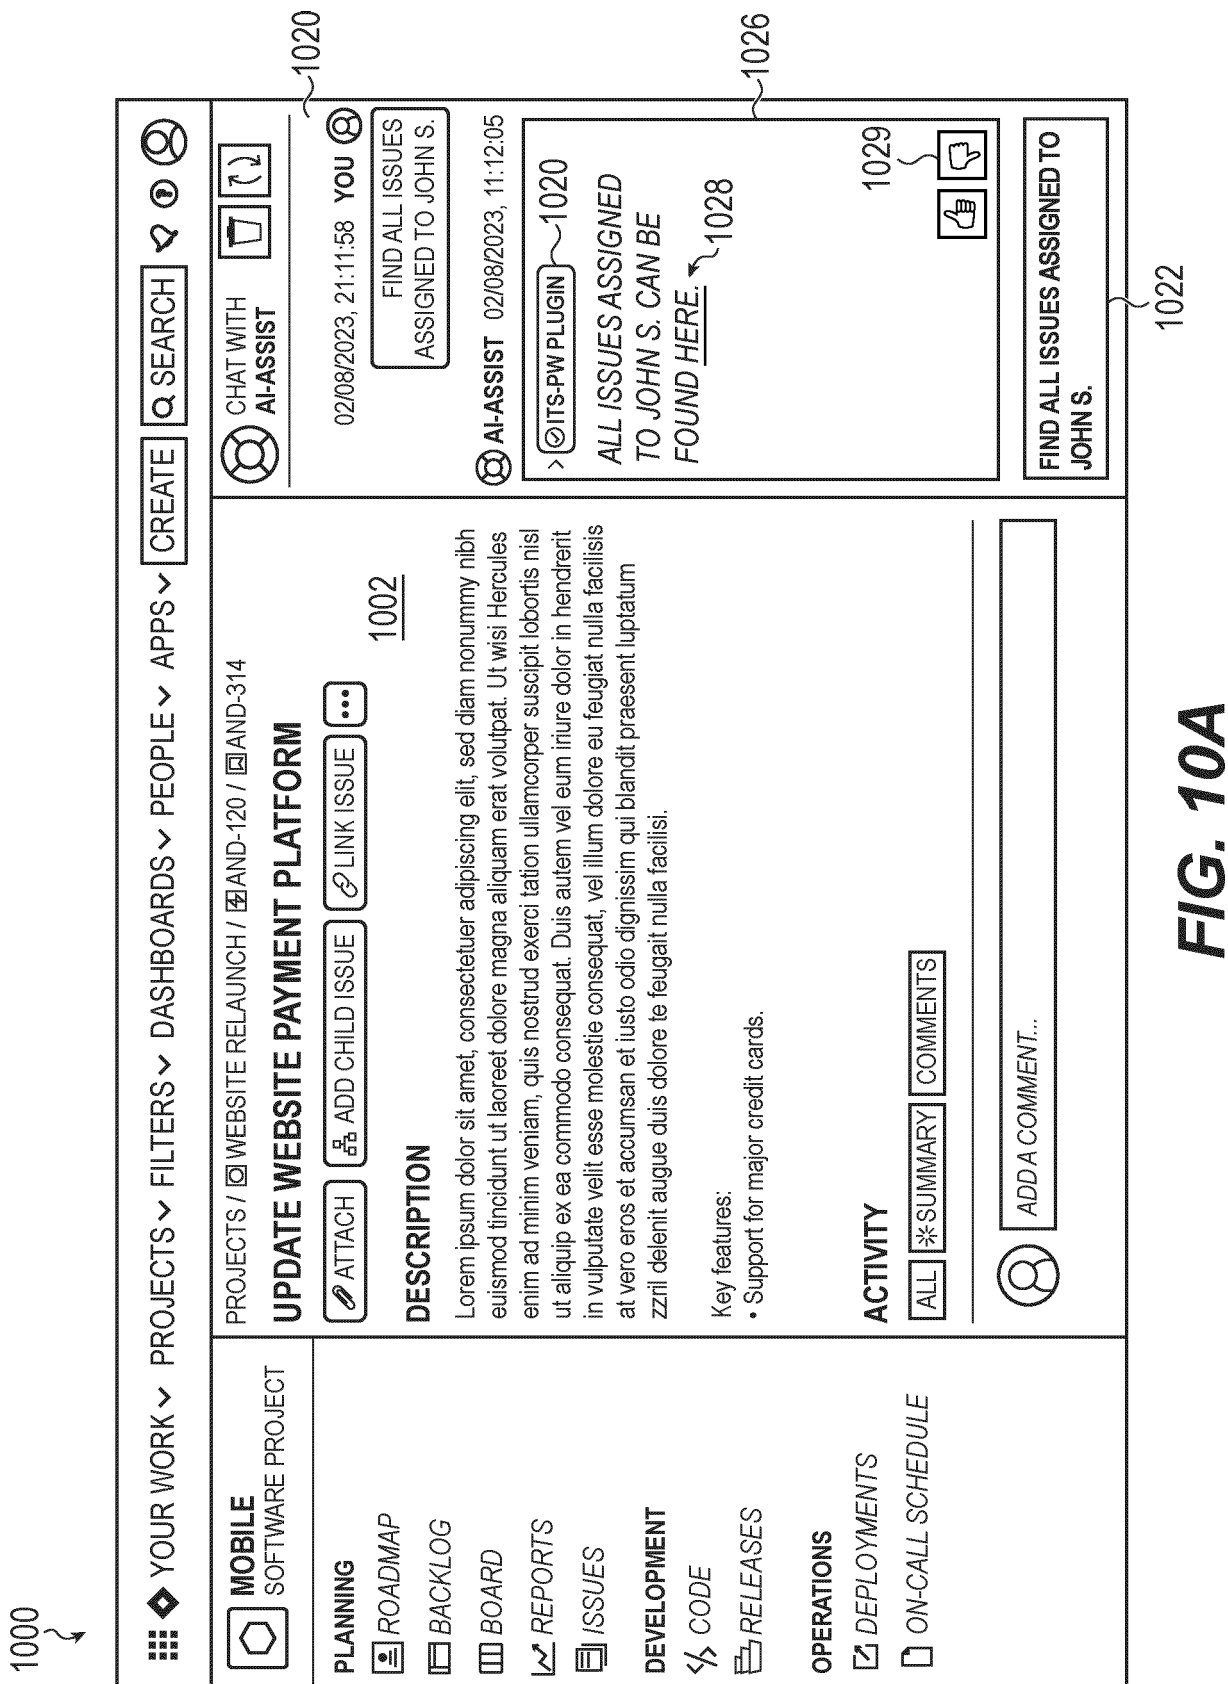 1000
YOUR WORK PROJECTS FILTERS DASHBOARDS PEOPLE APPS CREATE SEARCH ?
MOBILE
SOFTWARE PROJECT
PLANNING
ROADMAP
BACKLOG
BOARD
REPORTS
ISSUES
DEVELOPMENT
</> CODE
RELEASES
OPERATIONS
DEPLOYMENTS
ON-CALL SCHEDULE
PROJECTS / WEBSITE RELAUNCH / AND-120 / AND-314
UPDATE WEBSITE PAYMENT PLATFORM
ATTACH ADD CHILD ISSUE LINK ISSUE •••
1002
DESCRIPTION
Lorem ipsum dolor sit amet, consectetuer adipiscing elit, sed diam nonummy nibh
euismod tincidunt ut laoreet dolore magna aliquam erat volutpat. Ut wisi Hercules
enim ad minim veniam, quis nostrud exerci tation ullamcorper suscipit lobortis nisl
ut aliquip ex ea commodo consequat. Duis autem vel eum iriure dolor in hendrerit
in vulputate velit esse molestie consequat, vel illum dolore eu feugiat nulla facilisis
at vero eros et accumsan et iusto odio dignissim qui blandit praesent luptatum
zzril delenit augue duis dolore te feugait nulla facilisi.
Key features:
• Support for major credit cards.
ACTIVITY
ALL SUMMARY COMMENTS
ADD A COMMENT...
CHAT WITH
AI-ASSIST
1020
02/08/2023, 21:11:58 YOU
FIND ALL ISSUES
ASSIGNED TO JOHN S.
AI-ASSIST 02/08/2023, 11:12:05
> ITS-PW PLUGIN 1020
ALL ISSUES ASSIGNED
TO JOHN S. CAN BE
FOUND HERE. 1028
1026
1029
FIND ALL ISSUES ASSIGNED TO
JOHN S.
1022
FIG. 10A